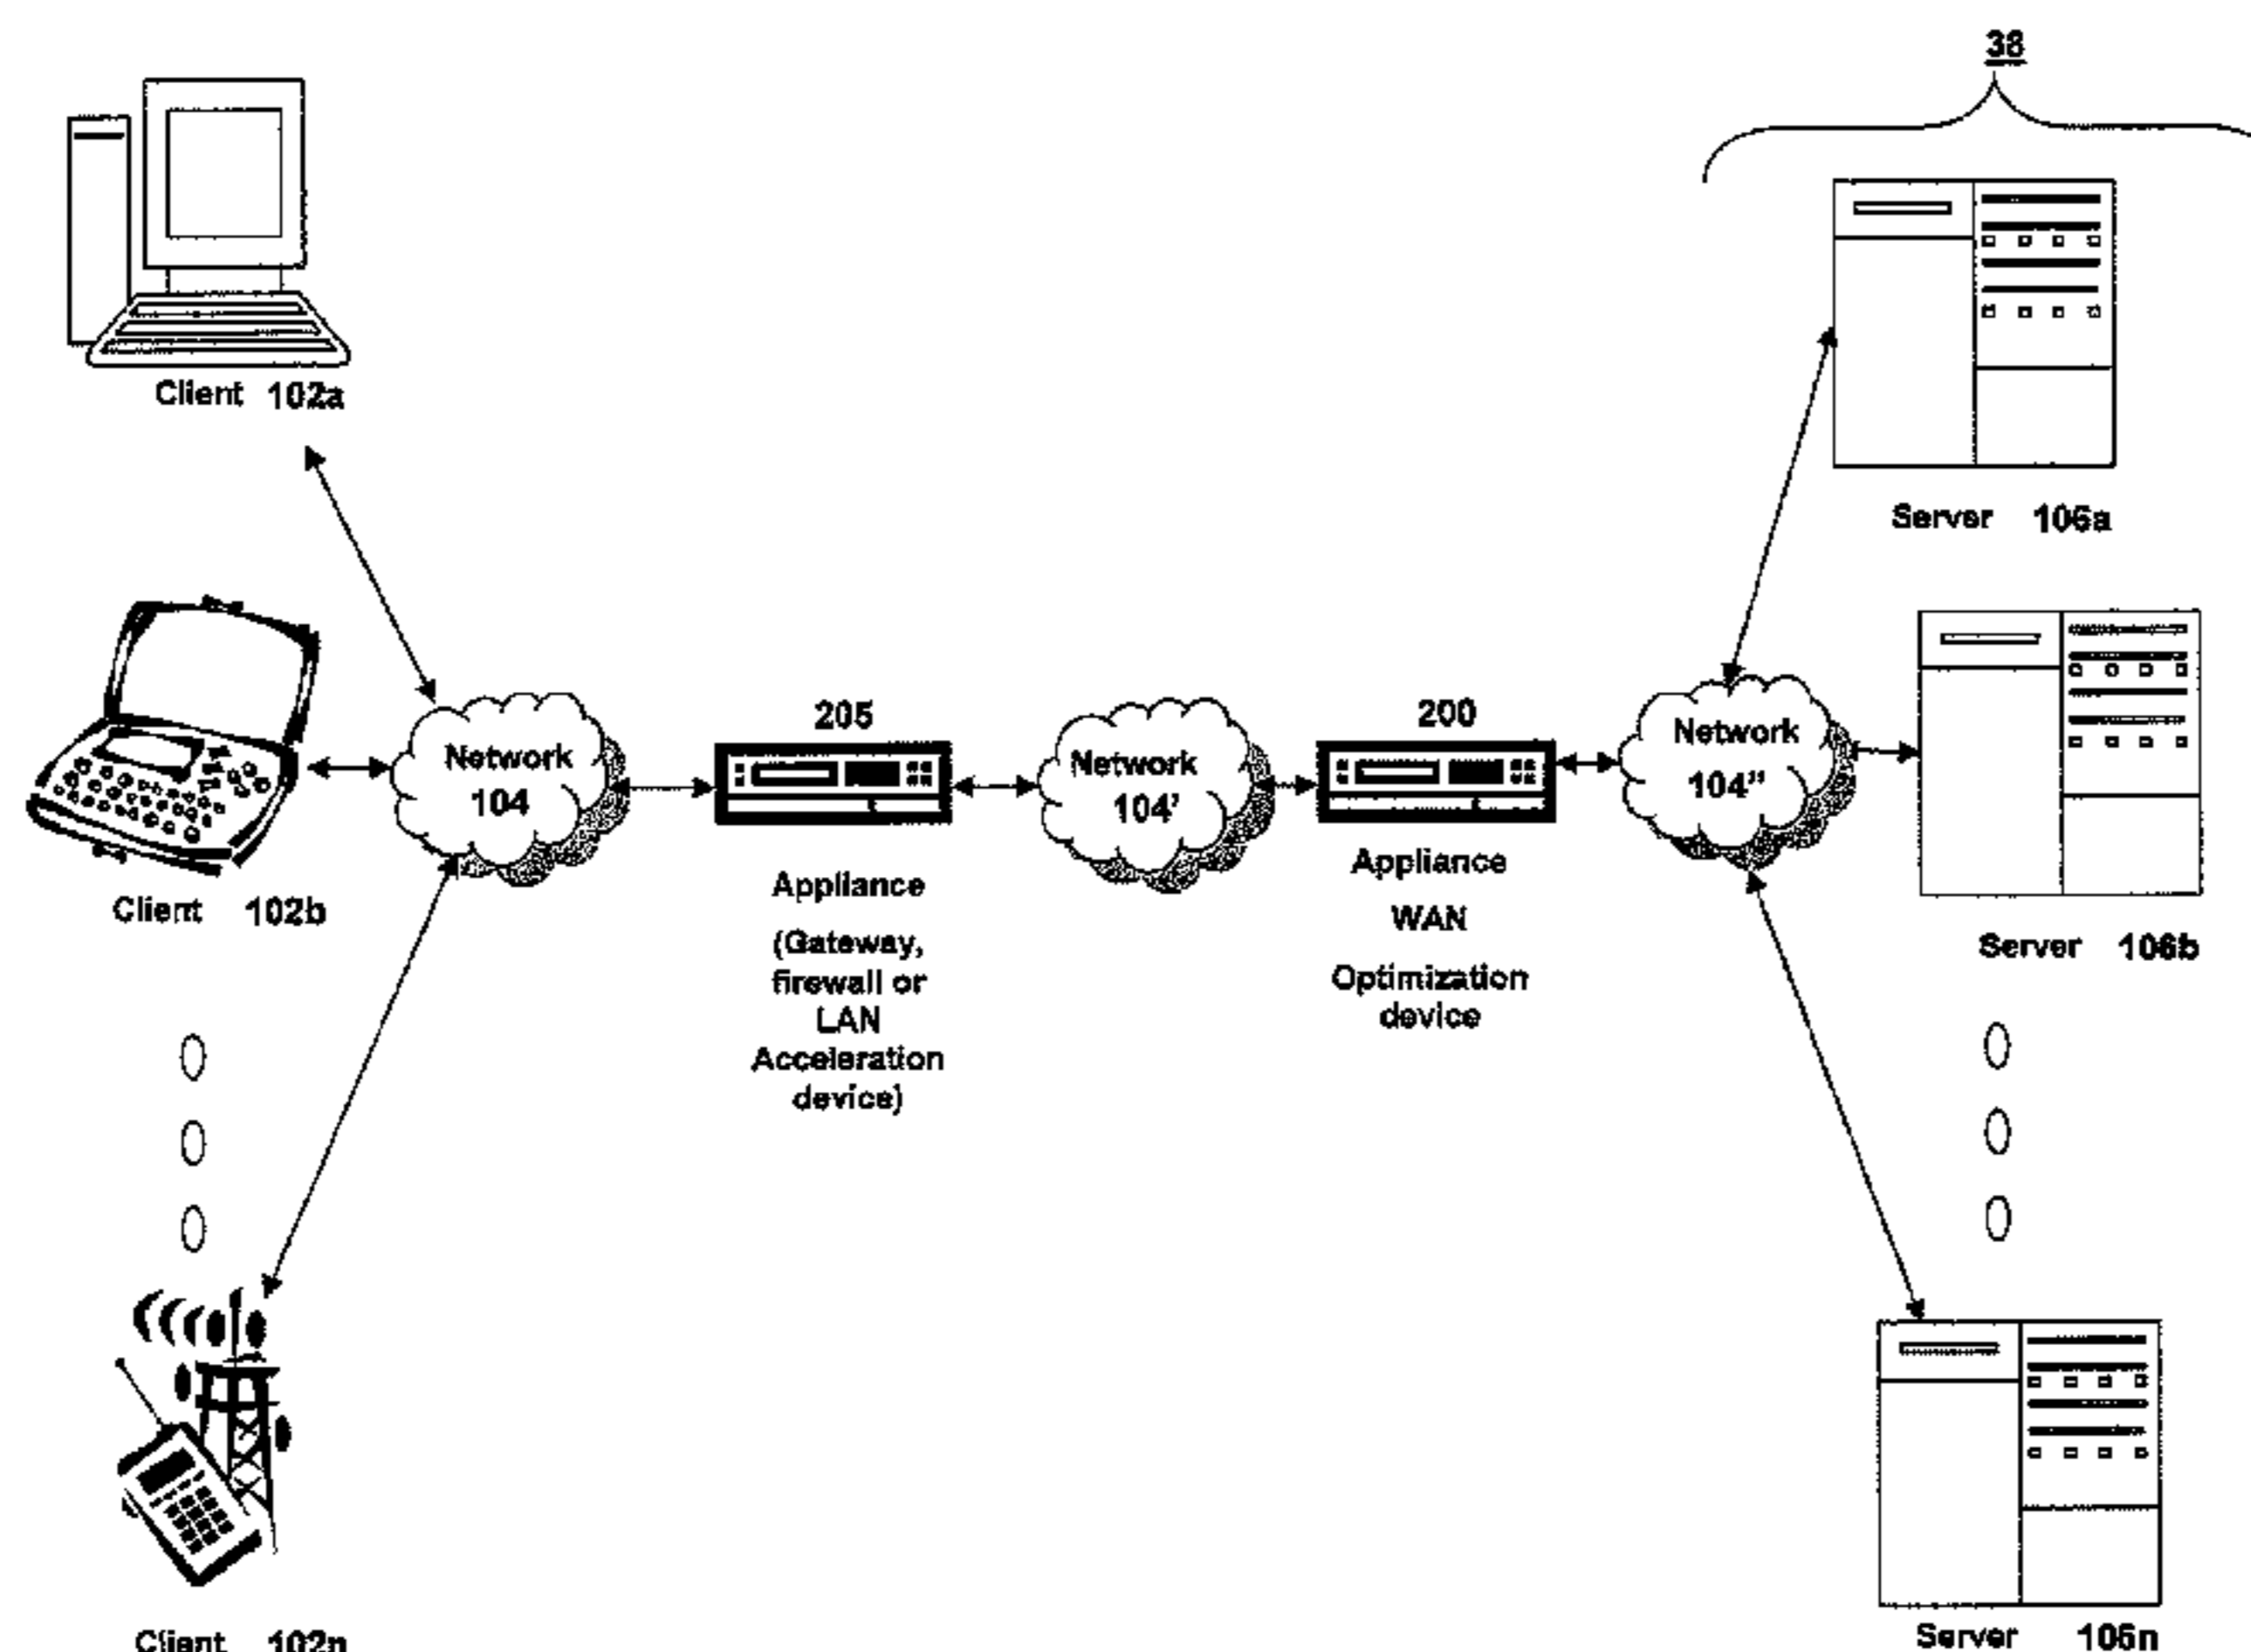 38
Client 102a
Server 106a
Network
104
205
Network
104'
200
Network
104"
Client 102b
Appliance
(Gateway,
firewall or
LAN
Acceleration
device)
Appliance
WAN
Optimization
device
Server 106b
Client 102n
Server 106n